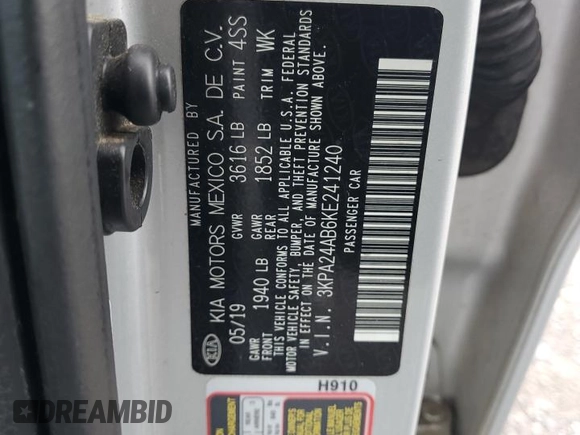 MANUFACTURED BY
KIA KIA MOTORS MEXICO S.A. DE C.V.
05/19 GVWR 3616 LB PAINT 4SS
GAWR FRONT 1940 LB GAWR REAR 1852 LB TRIM WK
THIS VEHICLE CONFORMS TO ALL APPLICABLE U.S.A. FEDERAL
MOTOR VEHICLE SAFETY, BUMPER, AND THEFT PREVENTION STANDARDS
IN EFFECT ON THE DATE OF MANUFACTURE SHOWN ABOVE.
V.I.N. 3KPA24AB6KE241240
PASSENGER CAR
H910
DREAMBID